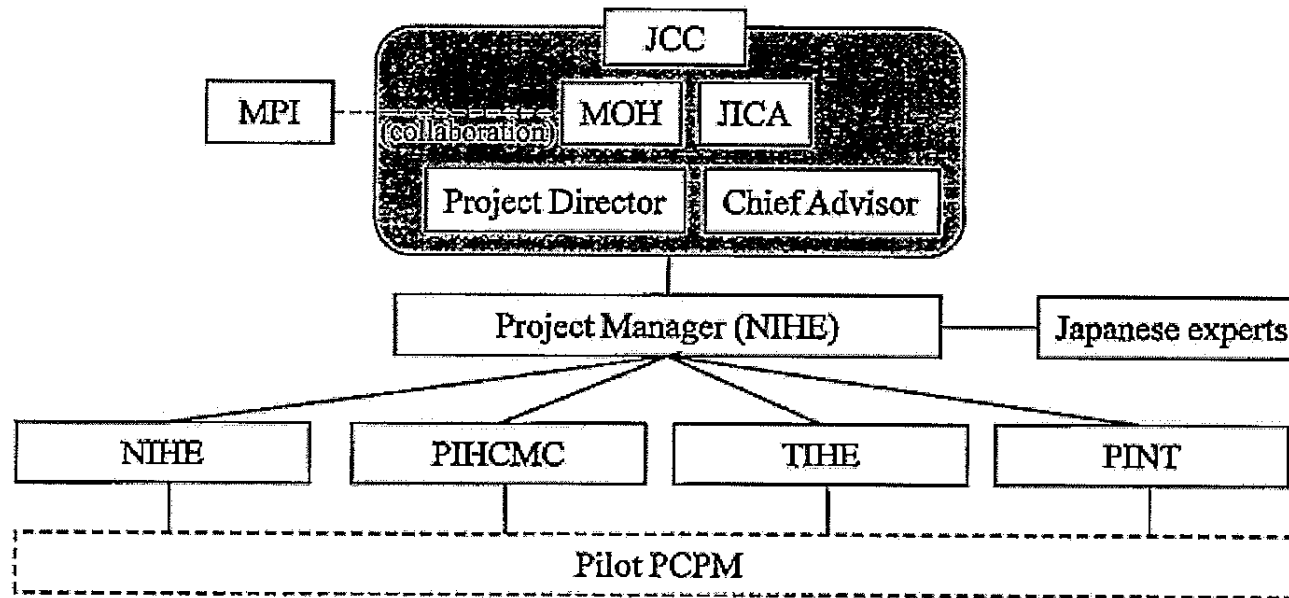 JCC
MPI
MOH
JICA
(collaboration)
Project Director
Chief Advisor
Project Manager (NIHE)
Japanese experts
NIHE
PIHCMC
TIHE
PINT
Pilot PCPM